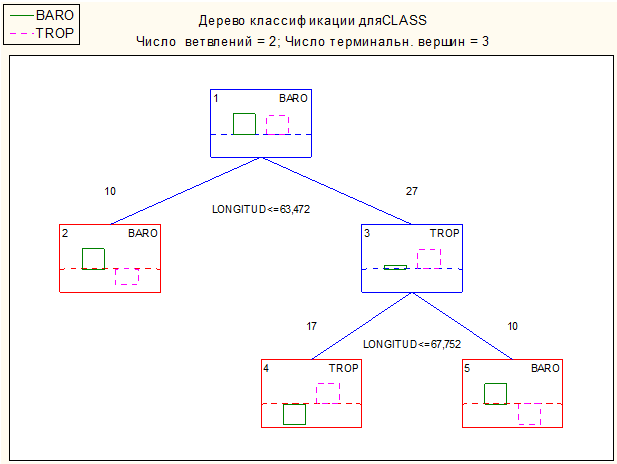 BARO
TROP
Дерево классификации дляCLASS
Число ветвлений = 2; Число терминальн. вершин = 3
1 BARO
10 27
LONGITUD<=63,472
2 BARO
3 TROP
17 10
LONGITUD<=67,752
4 TROP
5 BARO